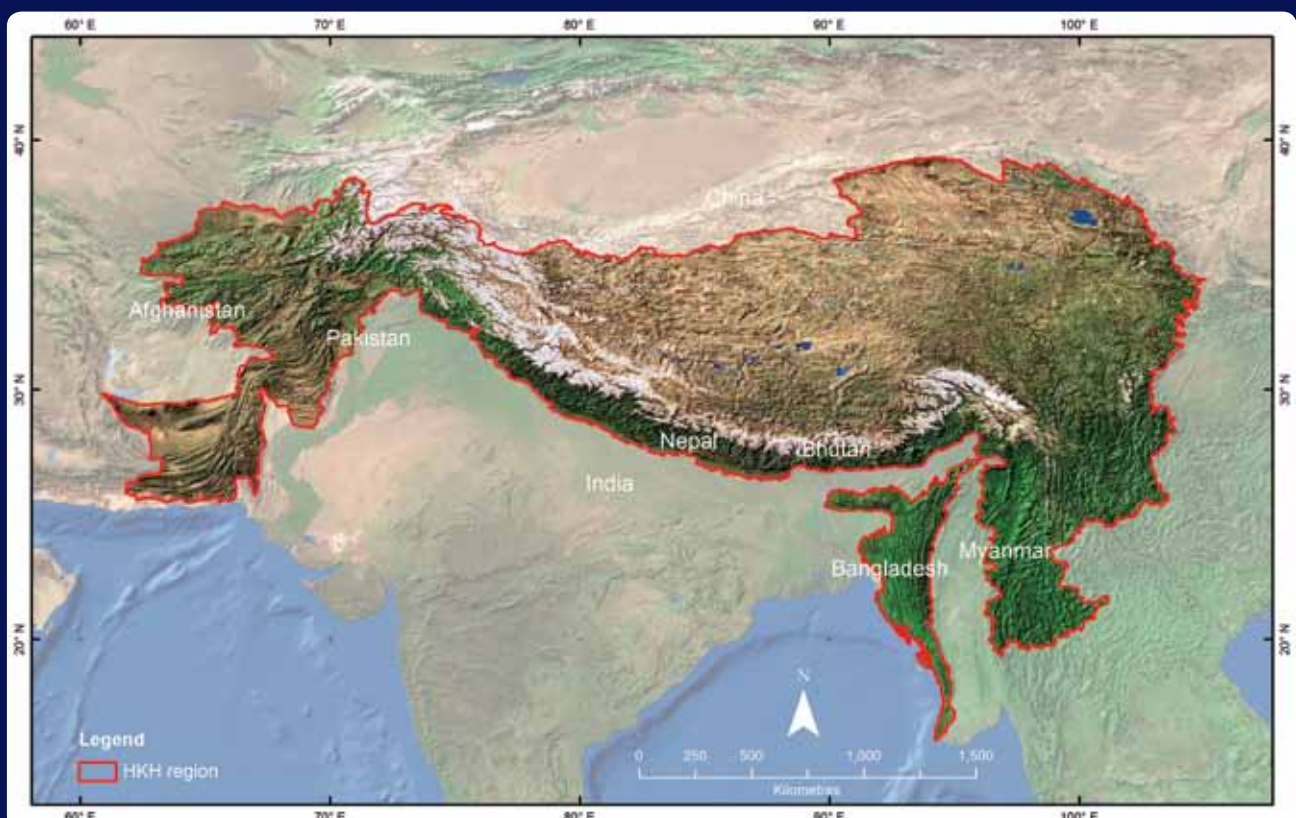 60° E 70° E 80° E 90° E 100° E
40° N 40° N
China
Afghanistan
Pakistan
30° N 30° N
Nepal Bhutan
India
Myanmar
Bangladesh
20° N 20° N
N
Legend
HKH region
0 250 500 1,000 1,500
Kilometres
60° E 70° E 80° E 90° E 100° E